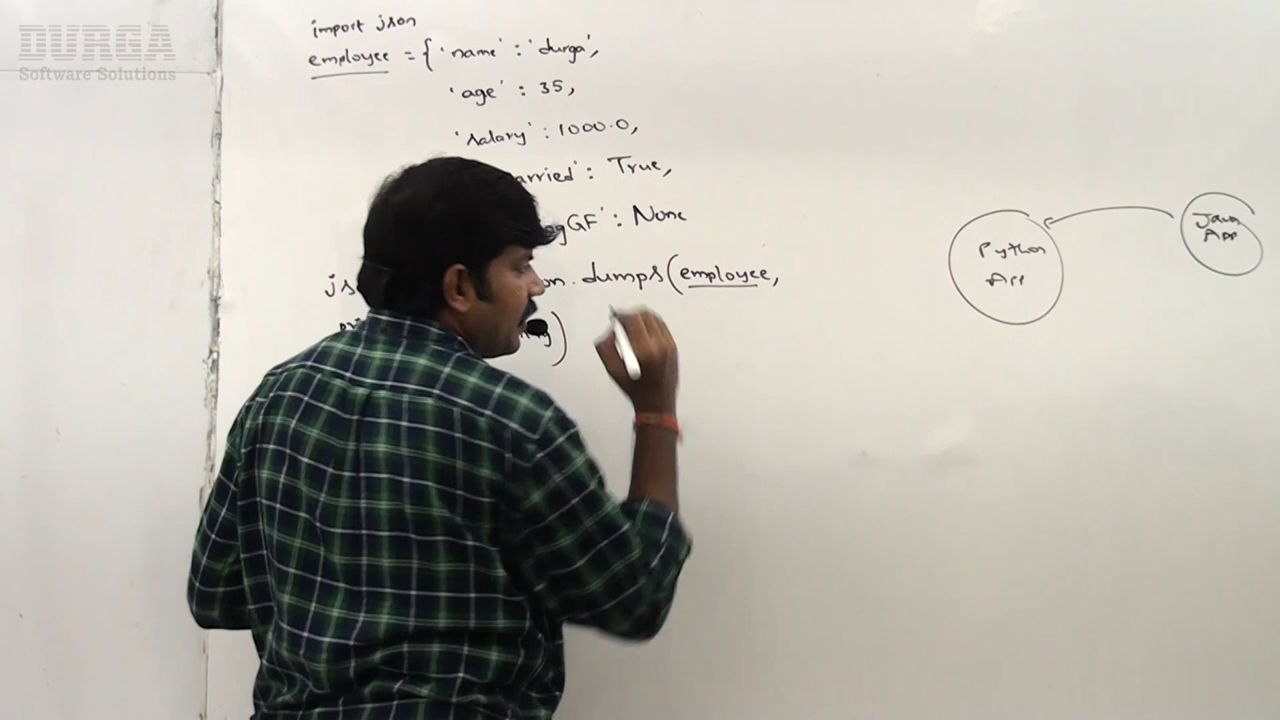 DURGA
Software Solutions
import json
employee = { 'name' : 'durga',
'age' : 35,
'salary' : 1000.0,
arried' : True,
GF' : None
dumps(employee,
Python
App
Java
App